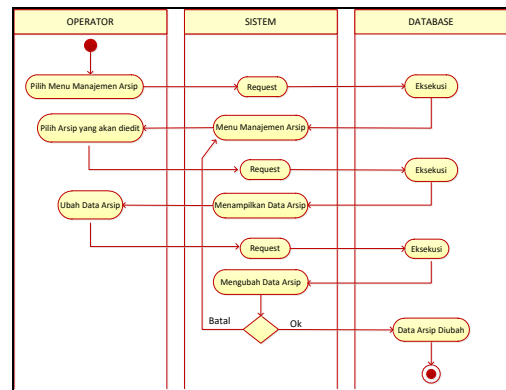 OPERATOR
SISTEM
DATABASE
Pilih Menu Manajemen Arsip
Request
Eksekusi
Pilih Arsip yang akan diedit
Menu Manajemen Arsip
Request
Eksekusi
Ubah Data Arsip
Menampilkan Data Arsip
Request
Eksekusi
Mengubah Data Arsip
Batal
Ok
Data Arsip Diubah